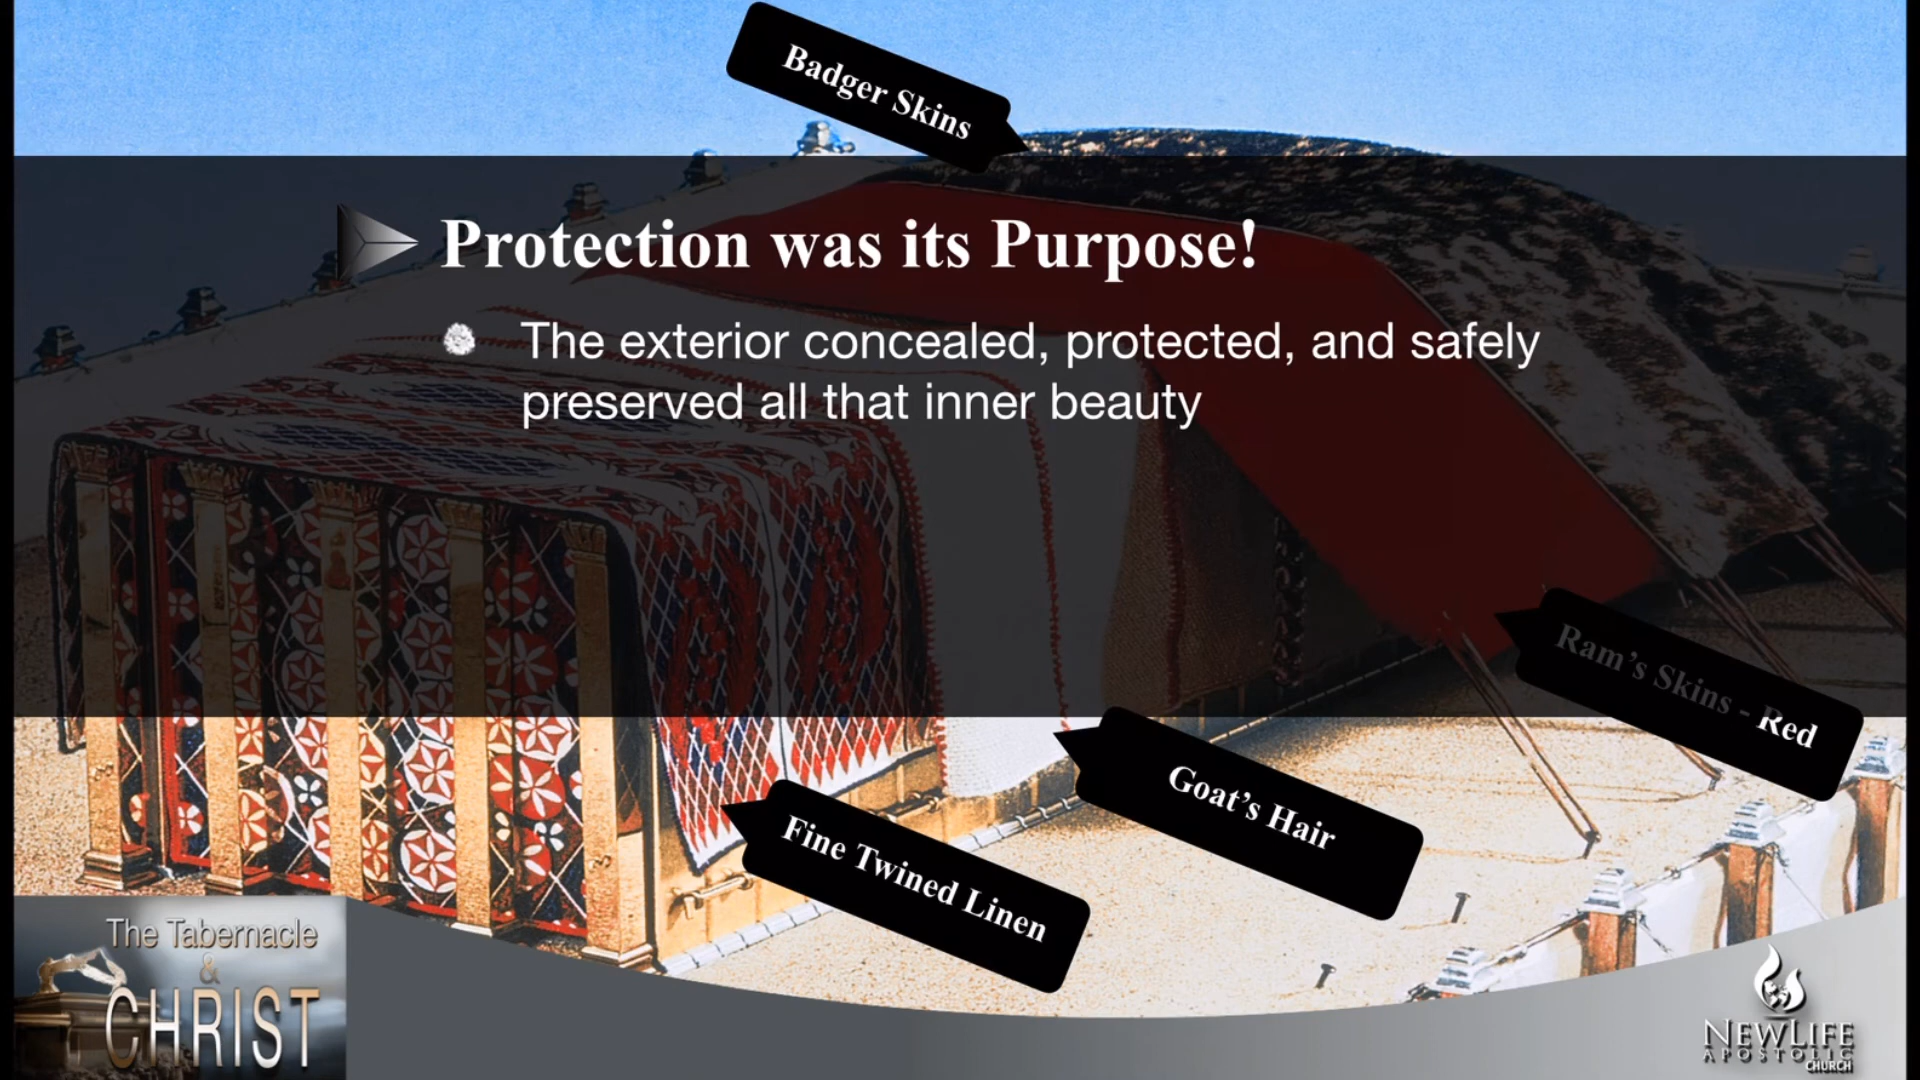 Badger Skins
Protection was its Purpose!
The exterior concealed, protected, and safely
preserved all that inner beauty
Ram's Skins - Red
Goat's Hair
Fine Twined Linen
The Tabernacle
&
CHRIST
NEWLIFE
APOSTOLIC
CHURCH